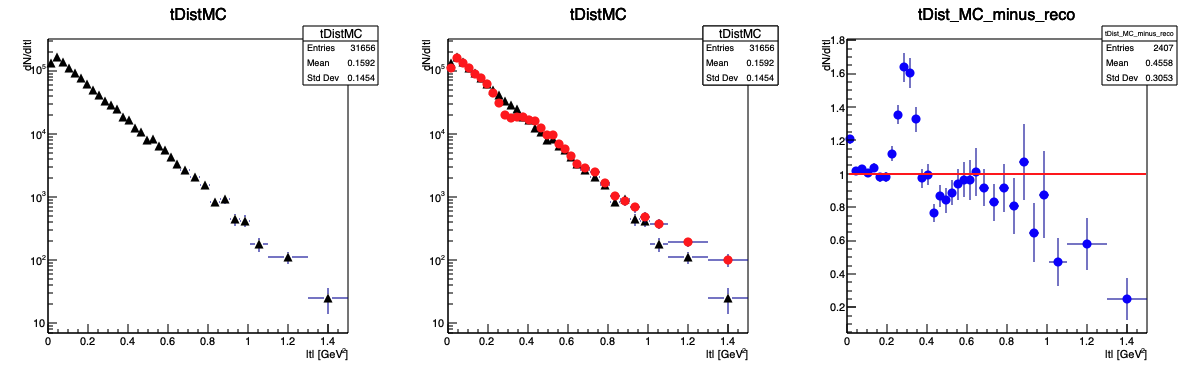 tDistMC
tDistMC
Entries 31656
Mean 0.1592
Std Dev 0.1454
dN/d|t|
10⁵
10⁴
10³
10²
10
0 0.2 0.4 0.6 0.8 1 1.2 1.4
|t| [GeV²]
tDistMC
tDistMC
Entries 31656
Mean 0.1592
Std Dev 0.1454
dN/d|t|
10⁵
10⁴
10³
10²
10
0 0.2 0.4 0.6 0.8 1 1.2 1.4
|t| [GeV²]
tDist_MC_minus_reco
tDist_MC_minus_reco
Entries 2407
Mean 0.4558
Std Dev 0.3053
dN/d|t|
1.8
1.6
1.4
1.2
1
0.8
0.6
0.4
0.2
0 0.2 0.4 0.6 0.8 1 1.2 1.4
|t| [GeV²]